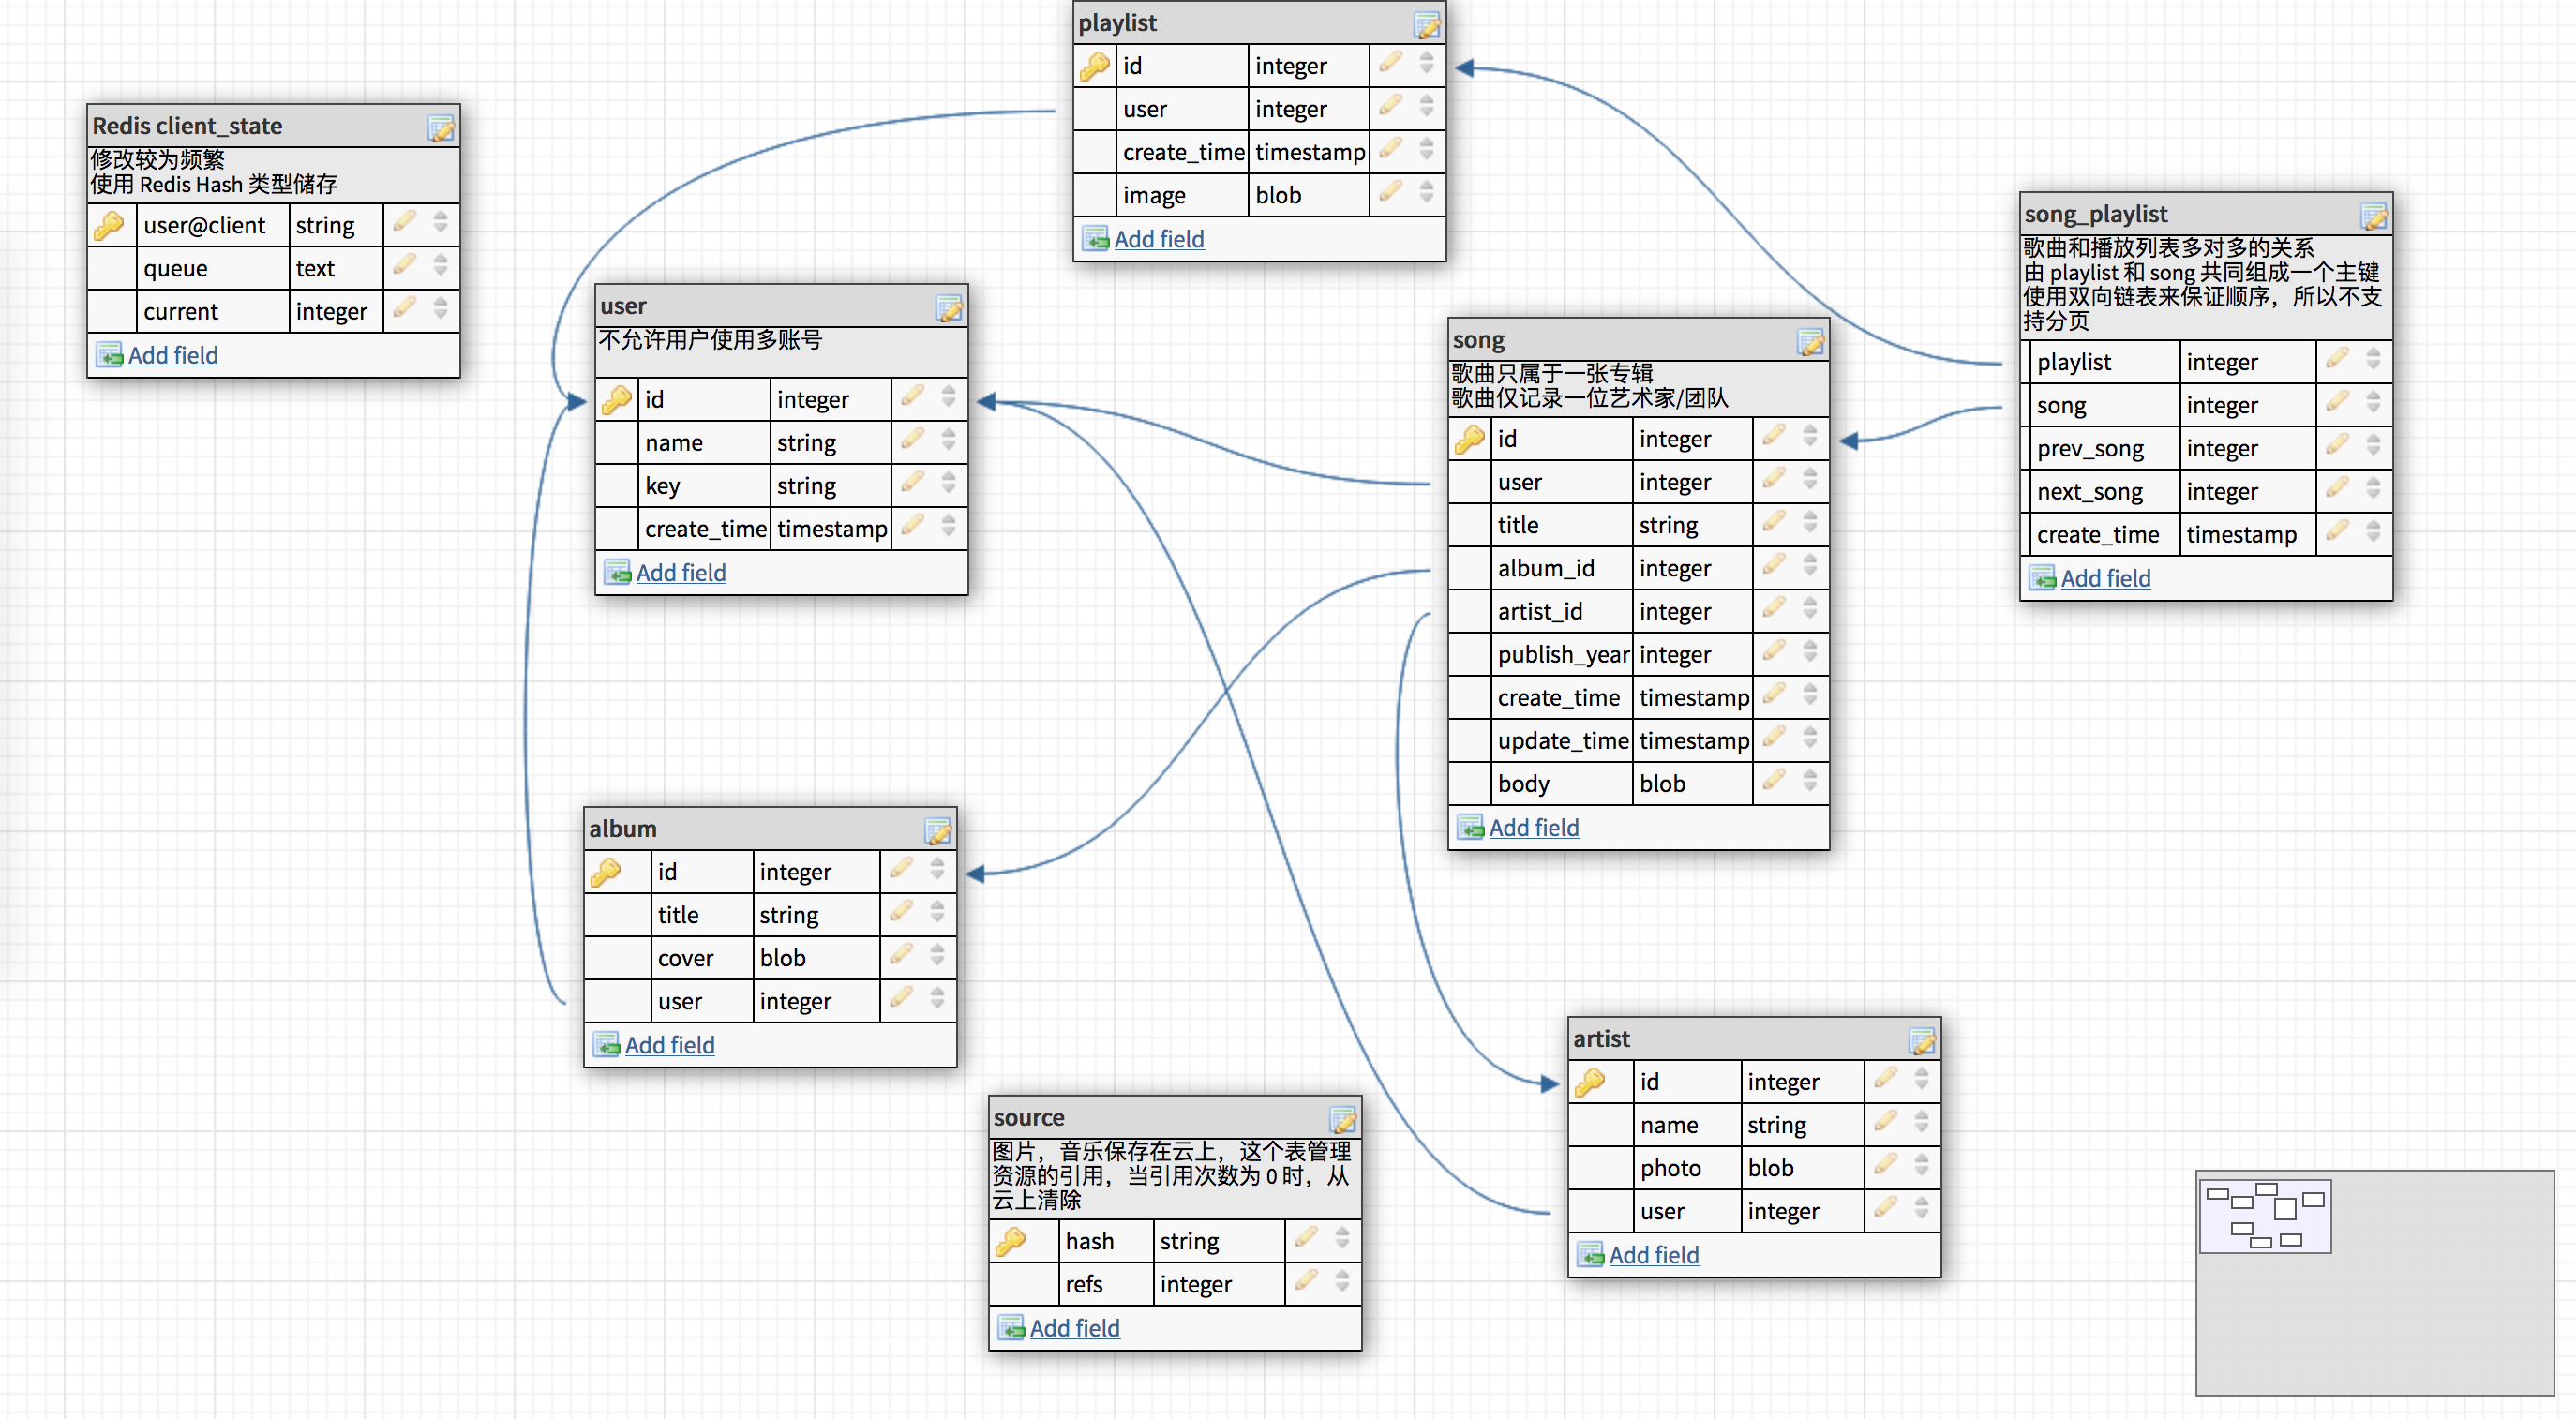 playlist
id integer
user integer
create_time timestamp
image blob
Add field
Redis client_state
修改较为频繁
使用 Redis Hash 类型储存
user@client string
queue text
current integer
Add field
user
不允许用户使用多账号
id integer
name string
key string
create_time timestamp
Add field
song_playlist
歌曲和播放列表多对多的关系
由 playlist 和 song 共同组成一个主键
使用双向链表来保证顺序，所以不支
持分页
playlist integer
song integer
prev_song integer
next_song integer
create_time timestamp
Add field
song
歌曲只属于一张专辑
歌曲仅记录一位艺术家/团队
id integer
user integer
title string
album_id integer
artist_id integer
publish_year integer
create_time timestamp
update_time timestamp
body blob
Add field
album
id integer
title string
cover blob
user integer
Add field
artist
id integer
name string
photo blob
user integer
Add field
source
图片，音乐保存在云上，这个表管理
资源的引用，当引用次数为 0 时，从
云上清除
hash string
refs integer
Add field